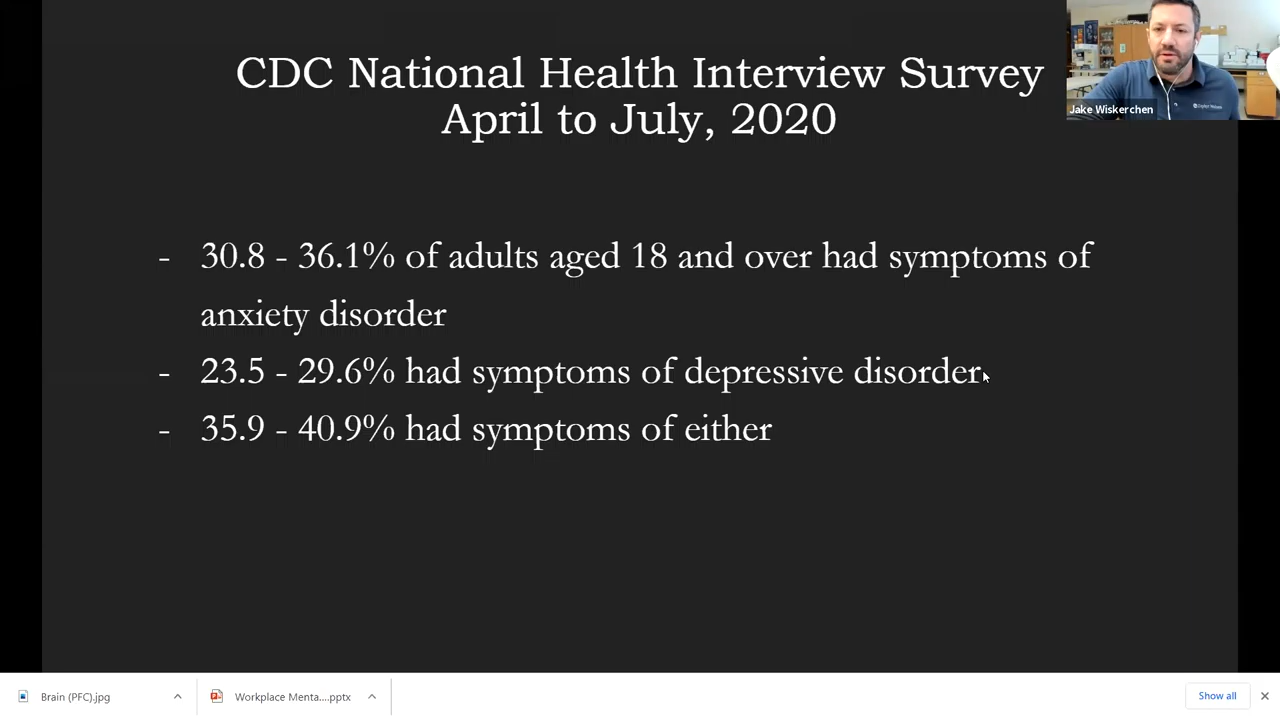 CDC National Health Interview Survey
April to July, 2020
Jake Wiskerchen
- 30.8 - 36.1% of adults aged 18 and over had symptoms of
anxiety disorder
- 23.5 - 29.6% had symptoms of depressive disorder
- 35.9 - 40.9% had symptoms of either
Brain (PFC).jpg
Workplace Menta....pptx
Show all